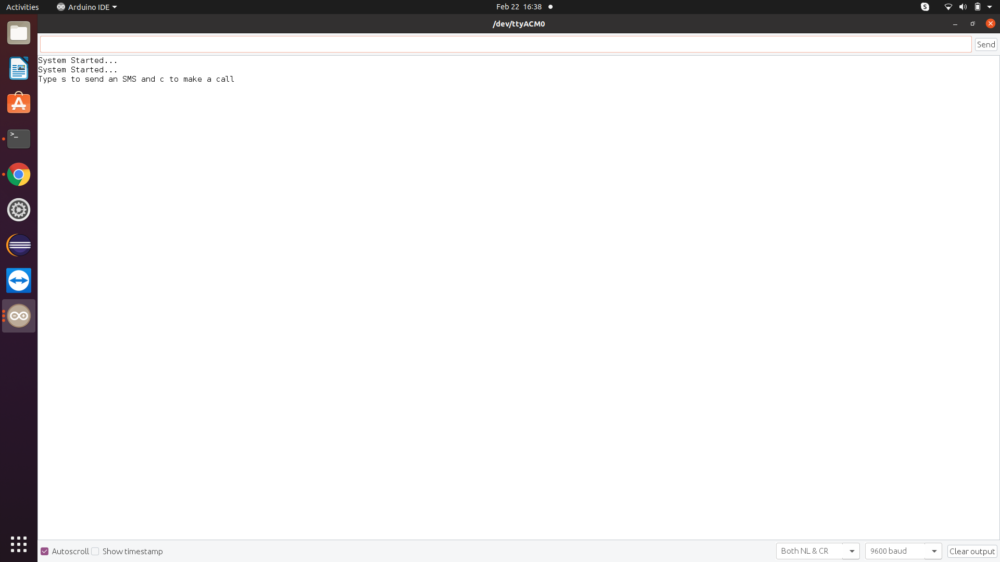 Activities
Arduino IDE
Feb 22 16:38
S
/dev/ttyACM0
Send
System Started...
System Started...
Type s to send an SMS and c to make a call
>_
Autoscroll
Show timestamp
Both NL & CR
9600 baud
Clear output